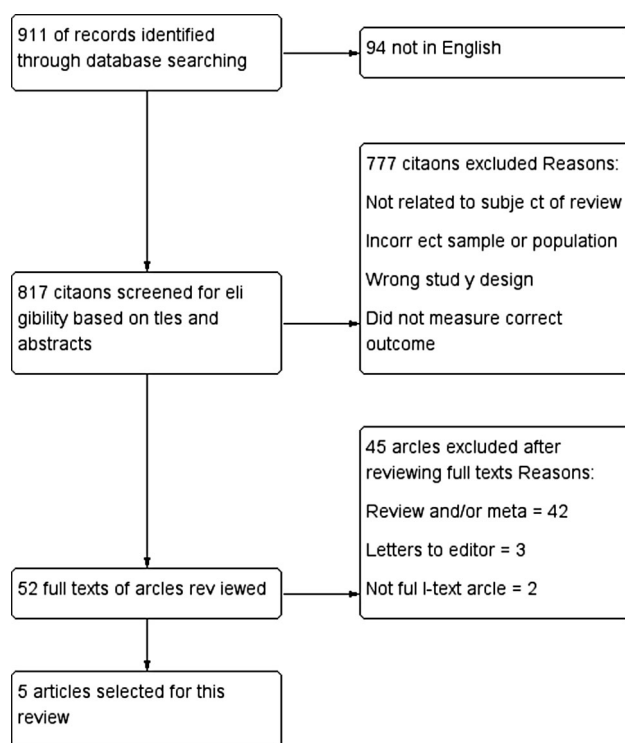 911 of records identified
through database searching
94 not in English
777 citaons excluded Reasons:
Not related to subje ct of review
Incorr ect sample or population
Wrong stud y design
Did not measure correct
outcome
817 citaons screened for eli
gibility based on tles and
abstracts
45 arcles excluded after
reviewing full texts Reasons:
Review and/or meta = 42
Letters to editor = 3
Not ful l-text arcle = 2
52 full texts of arcles rev iewed
5 articles selected for this
review